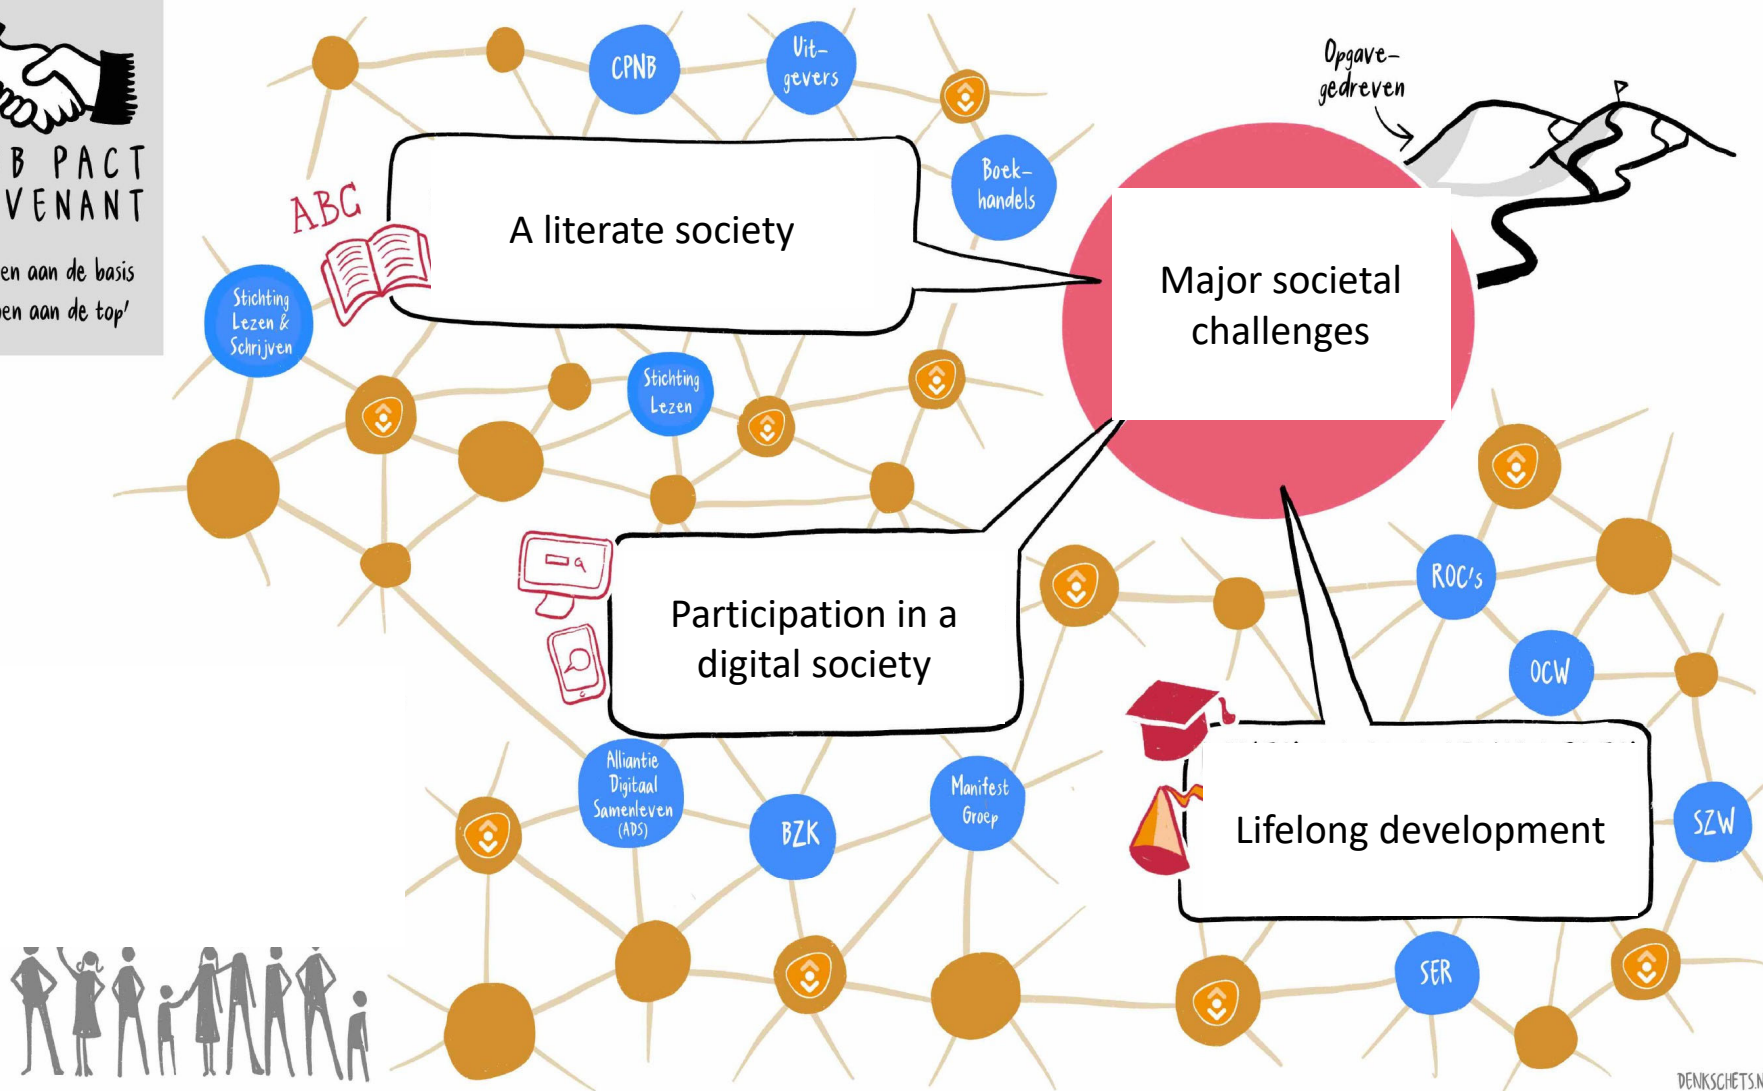 CPNB
Uit-
gevers
Opgave-
gedreven
B PACT
VENANT
en aan de basis
en aan de top'
ABC
Boek-
handels
A literate society
Major societal
challenges
Stichting
Lezen &
Schrijven
Stichting
Lezen
ROC's
Participation in a
digital society
OCW
Alliantie
Digitaal
Samenleven
(ADS)
BZK
Manifest
Groep
Lifelong development
SZW
SER
DENKSCHETS.N